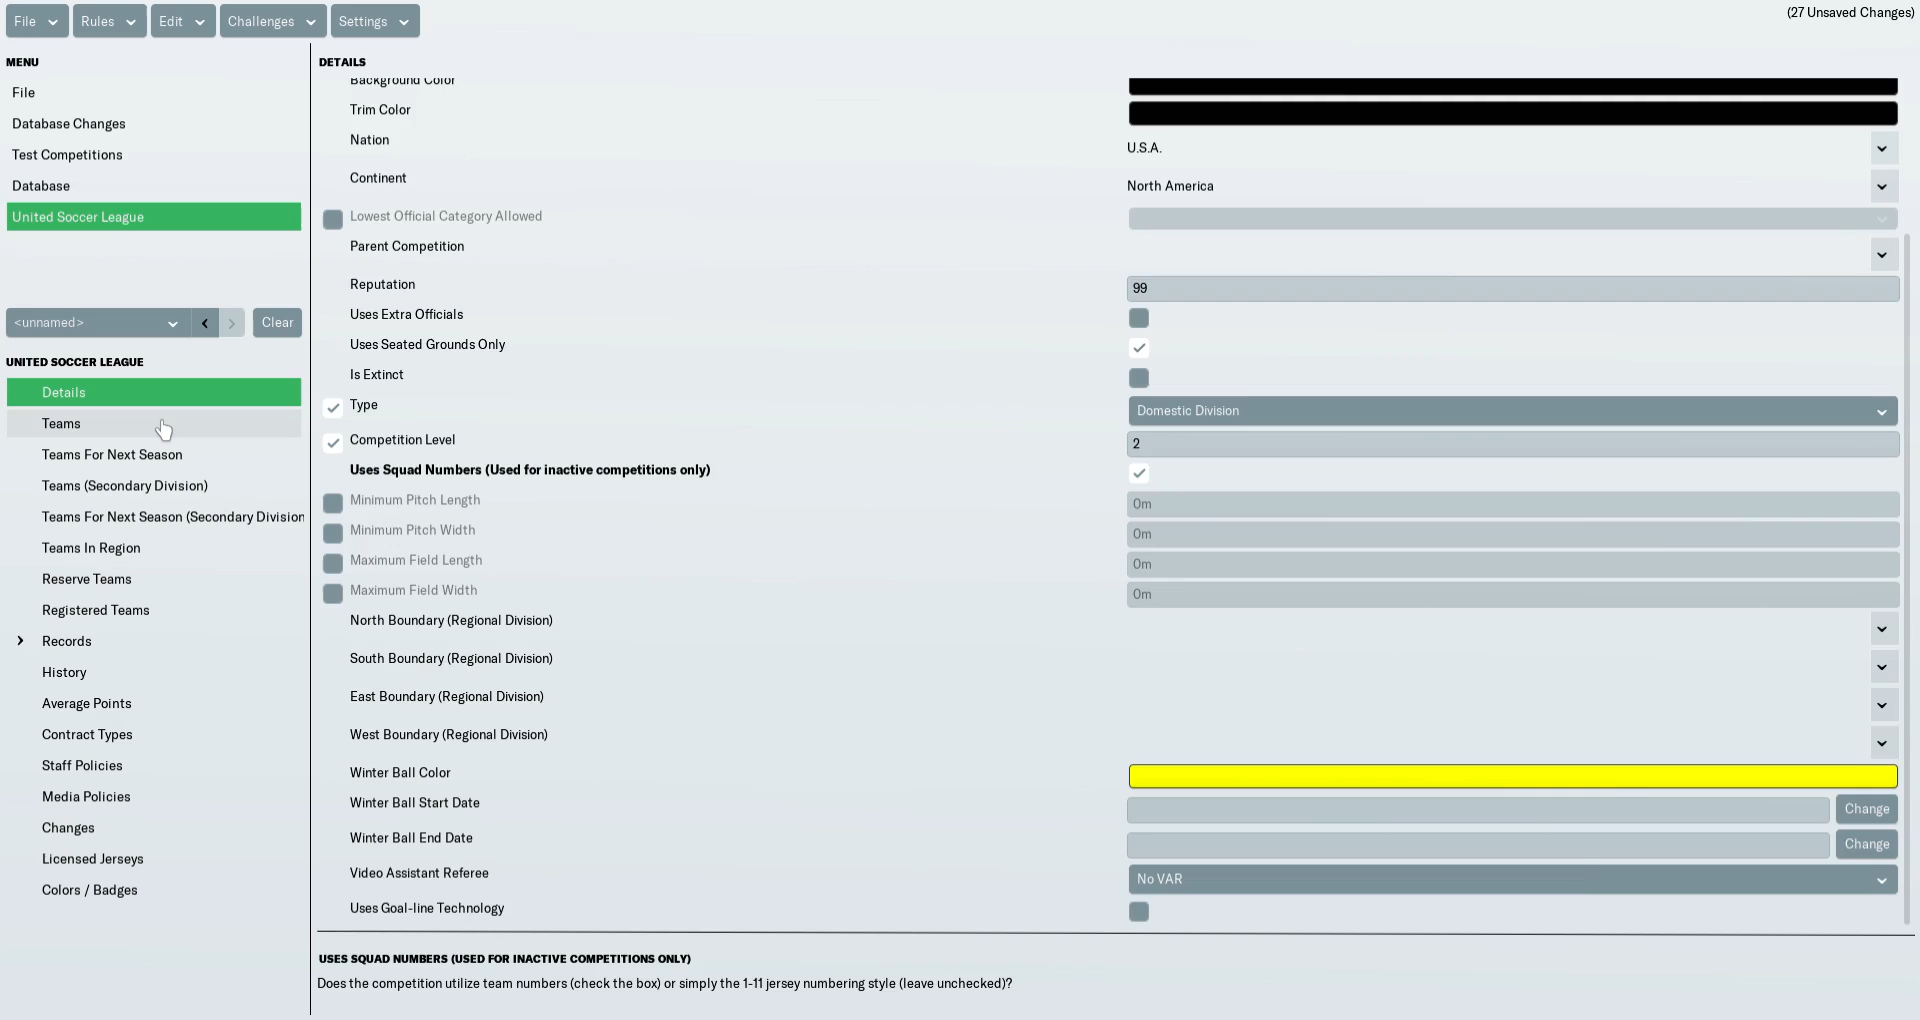 File
Rules
Edit
Challenges
Settings
(27 Unsaved Changes)
MENU
File
Database Changes
Test Competitions
Database
United Soccer League
<unnamed>
Clear
UNITED SOCCER LEAGUE
Details
Teams
Teams For Next Season
Teams (Secondary Division)
Teams For Next Season (Secondary Division
Teams In Region
Reserve Teams
Registered Teams
Records
History
Average Points
Contract Types
Staff Policies
Media Policies
Changes
Licensed Jerseys
Colors / Badges
DETAILS
Background Color
Trim Color
Nation
U.S.A.
Continent
North America
Lowest Official Category Allowed
Parent Competition
Reputation
99
Uses Extra Officials
Uses Seated Grounds Only
Is Extinct
Type
Domestic Division
Competition Level
2
Uses Squad Numbers (Used for inactive competitions only)
Minimum Pitch Length
0m
Minimum Pitch Width
0m
Maximum Field Length
0m
Maximum Field Width
0m
North Boundary (Regional Division)
South Boundary (Regional Division)
East Boundary (Regional Division)
West Boundary (Regional Division)
Winter Ball Color
Winter Ball Start Date
Change
Winter Ball End Date
Change
Video Assistant Referee
No VAR
Uses Goal-line Technology
USES SQUAD NUMBERS (USED FOR INACTIVE COMPETITIONS ONLY)
Does the competition utilize team numbers (check the box) or simply the 1-11 jersey numbering style (leave unchecked)?